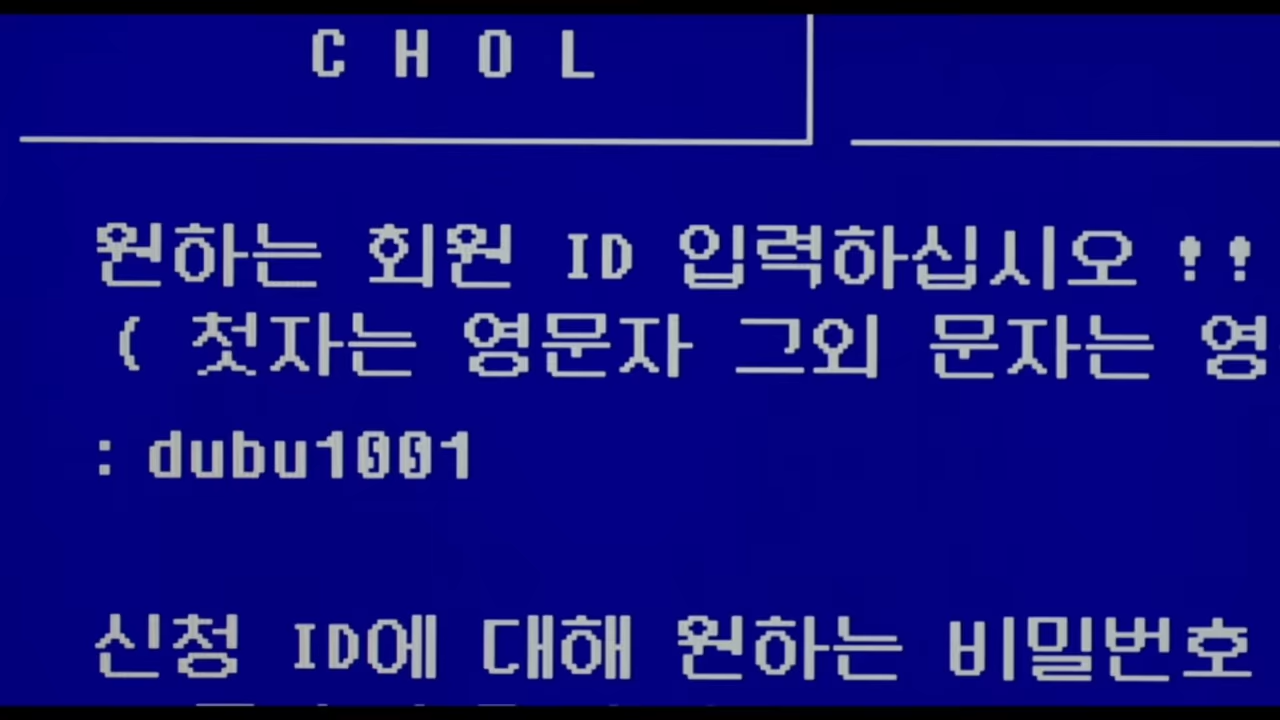 C H O L
원하는 회원 ID 입력하십시오 !!
( 첫자는 영문자 그외 문자는 영
: dubu1001
신청 ID에 대해 원하는 비밀번호